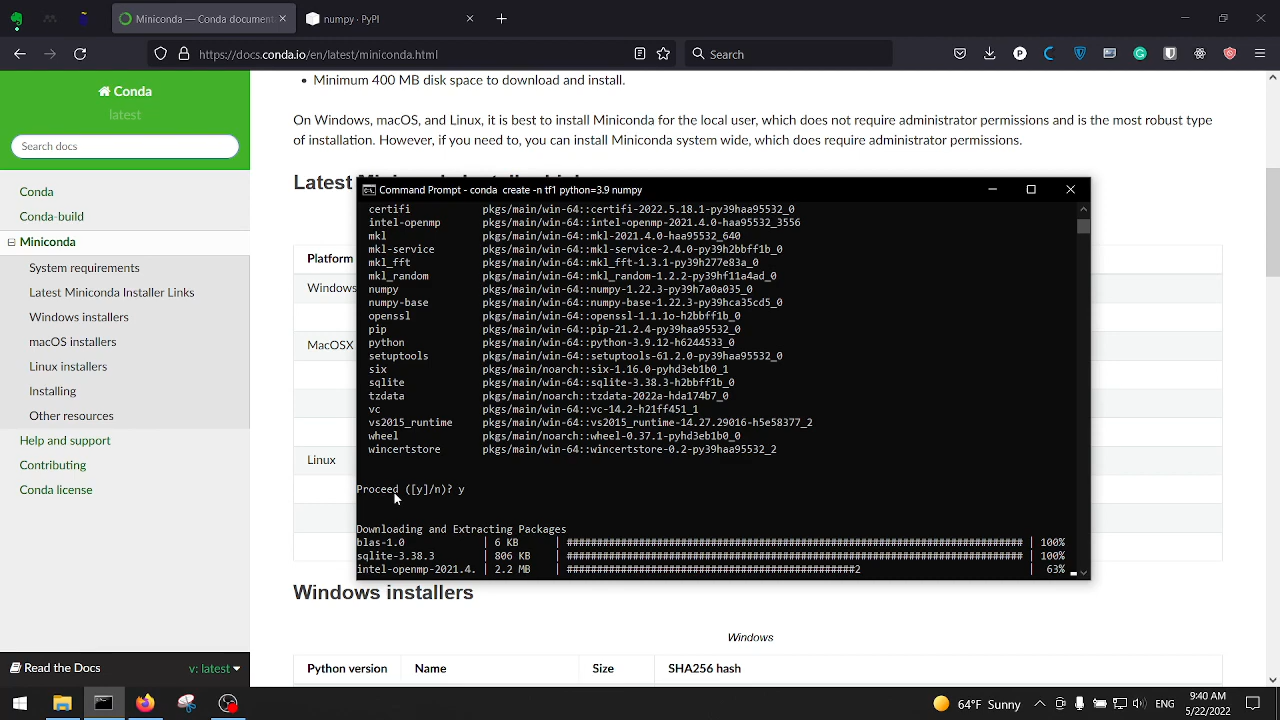 Miniconda — Conda document
numpy · PyPI
https://docs.conda.io/en/latest/miniconda.html
Search
Conda
latest
Search docs
Conda
Conda-build
Miniconda
System requirements
Latest Miniconda Installer Links
Windows installers
macOS installers
Linux installers
Installing
Other resources
Help and support
Contributing
Conda license
Read the Docs
v: latest
Minimum 400 MB disk space to download and install.
On Windows, macOS, and Linux, it is best to install Miniconda for the local user, which does not require administrator permissions and is the most robust type
of installation. However, if you need to, you can install Miniconda system wide, which does require administrator permissions.
Latest
Platform
Windows
MacOSX
Linux
Command Prompt - conda create -n tf1 python=3.9 numpy
certifi pkgs/main/win-64::certifi-2022.5.18.1-py39haa95532_0
intel-openmp pkgs/main/win-64::intel-openmp-2021.4.0-haa95532_3556
mkl pkgs/main/win-64::mkl-2021.4.0-haa95532_640
mkl-service pkgs/main/win-64::mkl-service-2.4.0-py39h2bbff1b_0
mkl_fft pkgs/main/win-64::mkl_fft-1.3.1-py39h277e83a_0
mkl_random pkgs/main/win-64::mkl_random-1.2.2-py39hf11a4ad_0
numpy pkgs/main/win-64::numpy-1.22.3-py39h7a0a035_0
numpy-base pkgs/main/win-64::numpy-base-1.22.3-py39hca35cd5_0
openssl pkgs/main/win-64::openssl-1.1.1o-h2bbff1b_0
pip pkgs/main/win-64::pip-21.2.4-py39haa95532_0
python pkgs/main/win-64::python-3.9.12-h6244533_0
setuptools pkgs/main/win-64::setuptools-61.2.0-py39haa95532_0
six pkgs/main/noarch::six-1.16.0-pyhd3eb1b0_1
sqlite pkgs/main/win-64::sqlite-3.38.3-h2bbff1b_0
tzdata pkgs/main/noarch::tzdata-2022a-hda174b7_0
vc pkgs/main/win-64::vc-14.2-h21ff451_1
vs2015_runtime pkgs/main/win-64::vs2015_runtime-14.27.29016-h5e58377_2
wheel pkgs/main/noarch::wheel-0.37.1-pyhd3eb1b0_0
wincertstore pkgs/main/win-64::wincertstore-0.2-py39haa95532_2
Proceed ([y]/n)? y
Downloading and Extracting Packages
blas-1.0 | 6 KB | ############################################################################ | 100%
sqlite-3.38.3 | 806 KB | ############################################################################ | 100%
intel-openmp-2021.4. | 2.2 MB | ################################################2 | 63%
Windows installers
Windows
Python version Name Size SHA256 hash
64°F Sunny
ENG
9:40 AM
5/22/2022